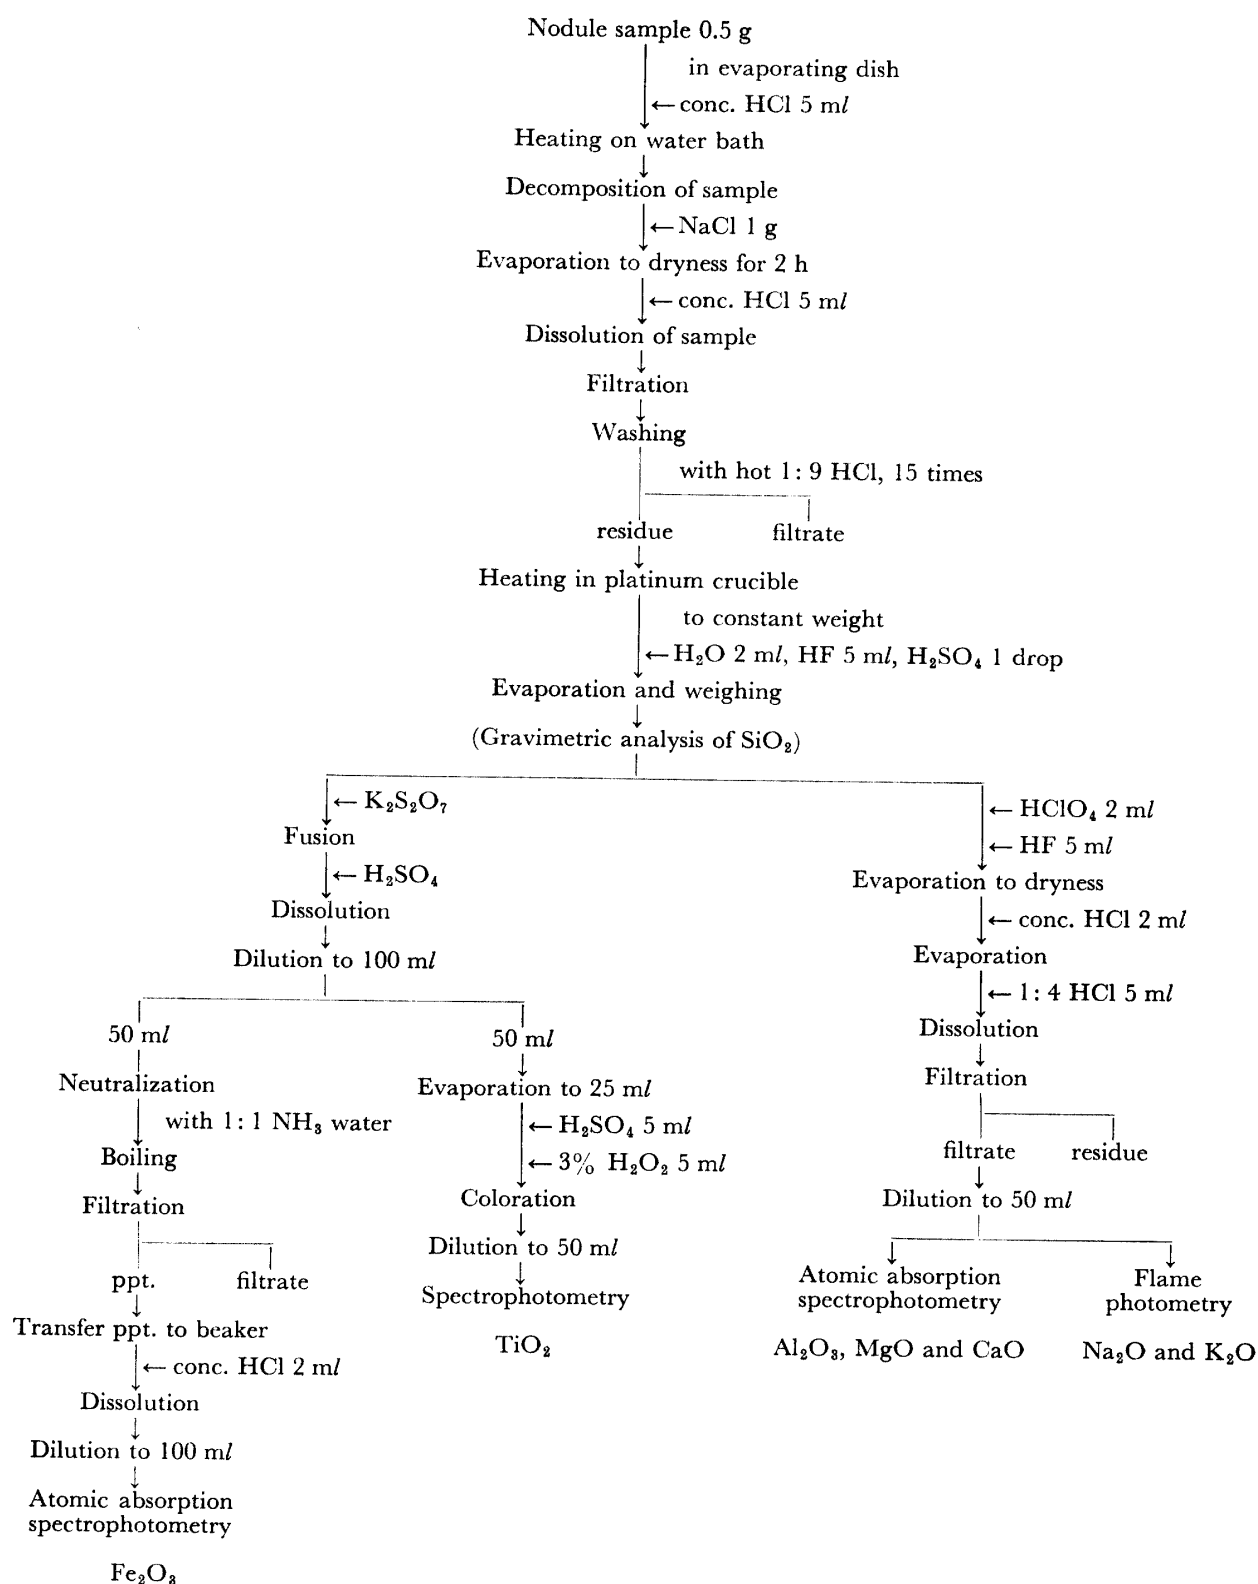 Nodule sample 0.5 g
in evaporating dish
←conc. HCl 5 ml
Heating on water bath
Decomposition of sample
←NaCl 1 g
Evaporation to dryness for 2 h
←conc. HCl 5 ml
Dissolution of sample
Filtration
Washing
with hot 1: 9 HCl, 15 times
residue
filtrate
Heating in platinum crucible
to constant weight
←H₂O 2 ml, HF 5 ml, H₂SO₄ 1 drop
Evaporation and weighing
(Gravimetric analysis of SiO₂)
←K₂S₂O₇
Fusion
←H₂SO₄
Dissolution
Dilution to 100 ml
50 ml
Neutralization
with 1: 1 NH₃ water
Boiling
Filtration
ppt.
filtrate
Transfer ppt. to beaker
←conc. HCl 2 ml
Dissolution
Dilution to 100 ml
Atomic absorption
spectrophotometry
Fe₂O₃
50 ml
Evaporation to 25 ml
←H₂SO₄ 5 ml
←3% H₂O₂ 5 ml
Coloration
Dilution to 50 ml
Spectrophotometry
TiO₂
←HClO₄ 2 ml
←HF 5 ml
Evaporation to dryness
←conc. HCl 2 ml
Evaporation
←1: 4 HCl 5 ml
Dissolution
Filtration
filtrate
residue
Dilution to 50 ml
Atomic absorption
spectrophotometry
Al₂O₃, MgO and CaO
Flame
photometry
Na₂O and K₂O